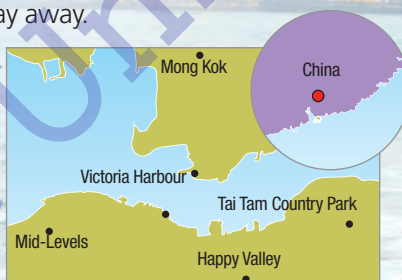 ay away.
Mong Kok
China
Victoria Harbour
Tai Tam Country Park
Mid-Levels
Happy Valley